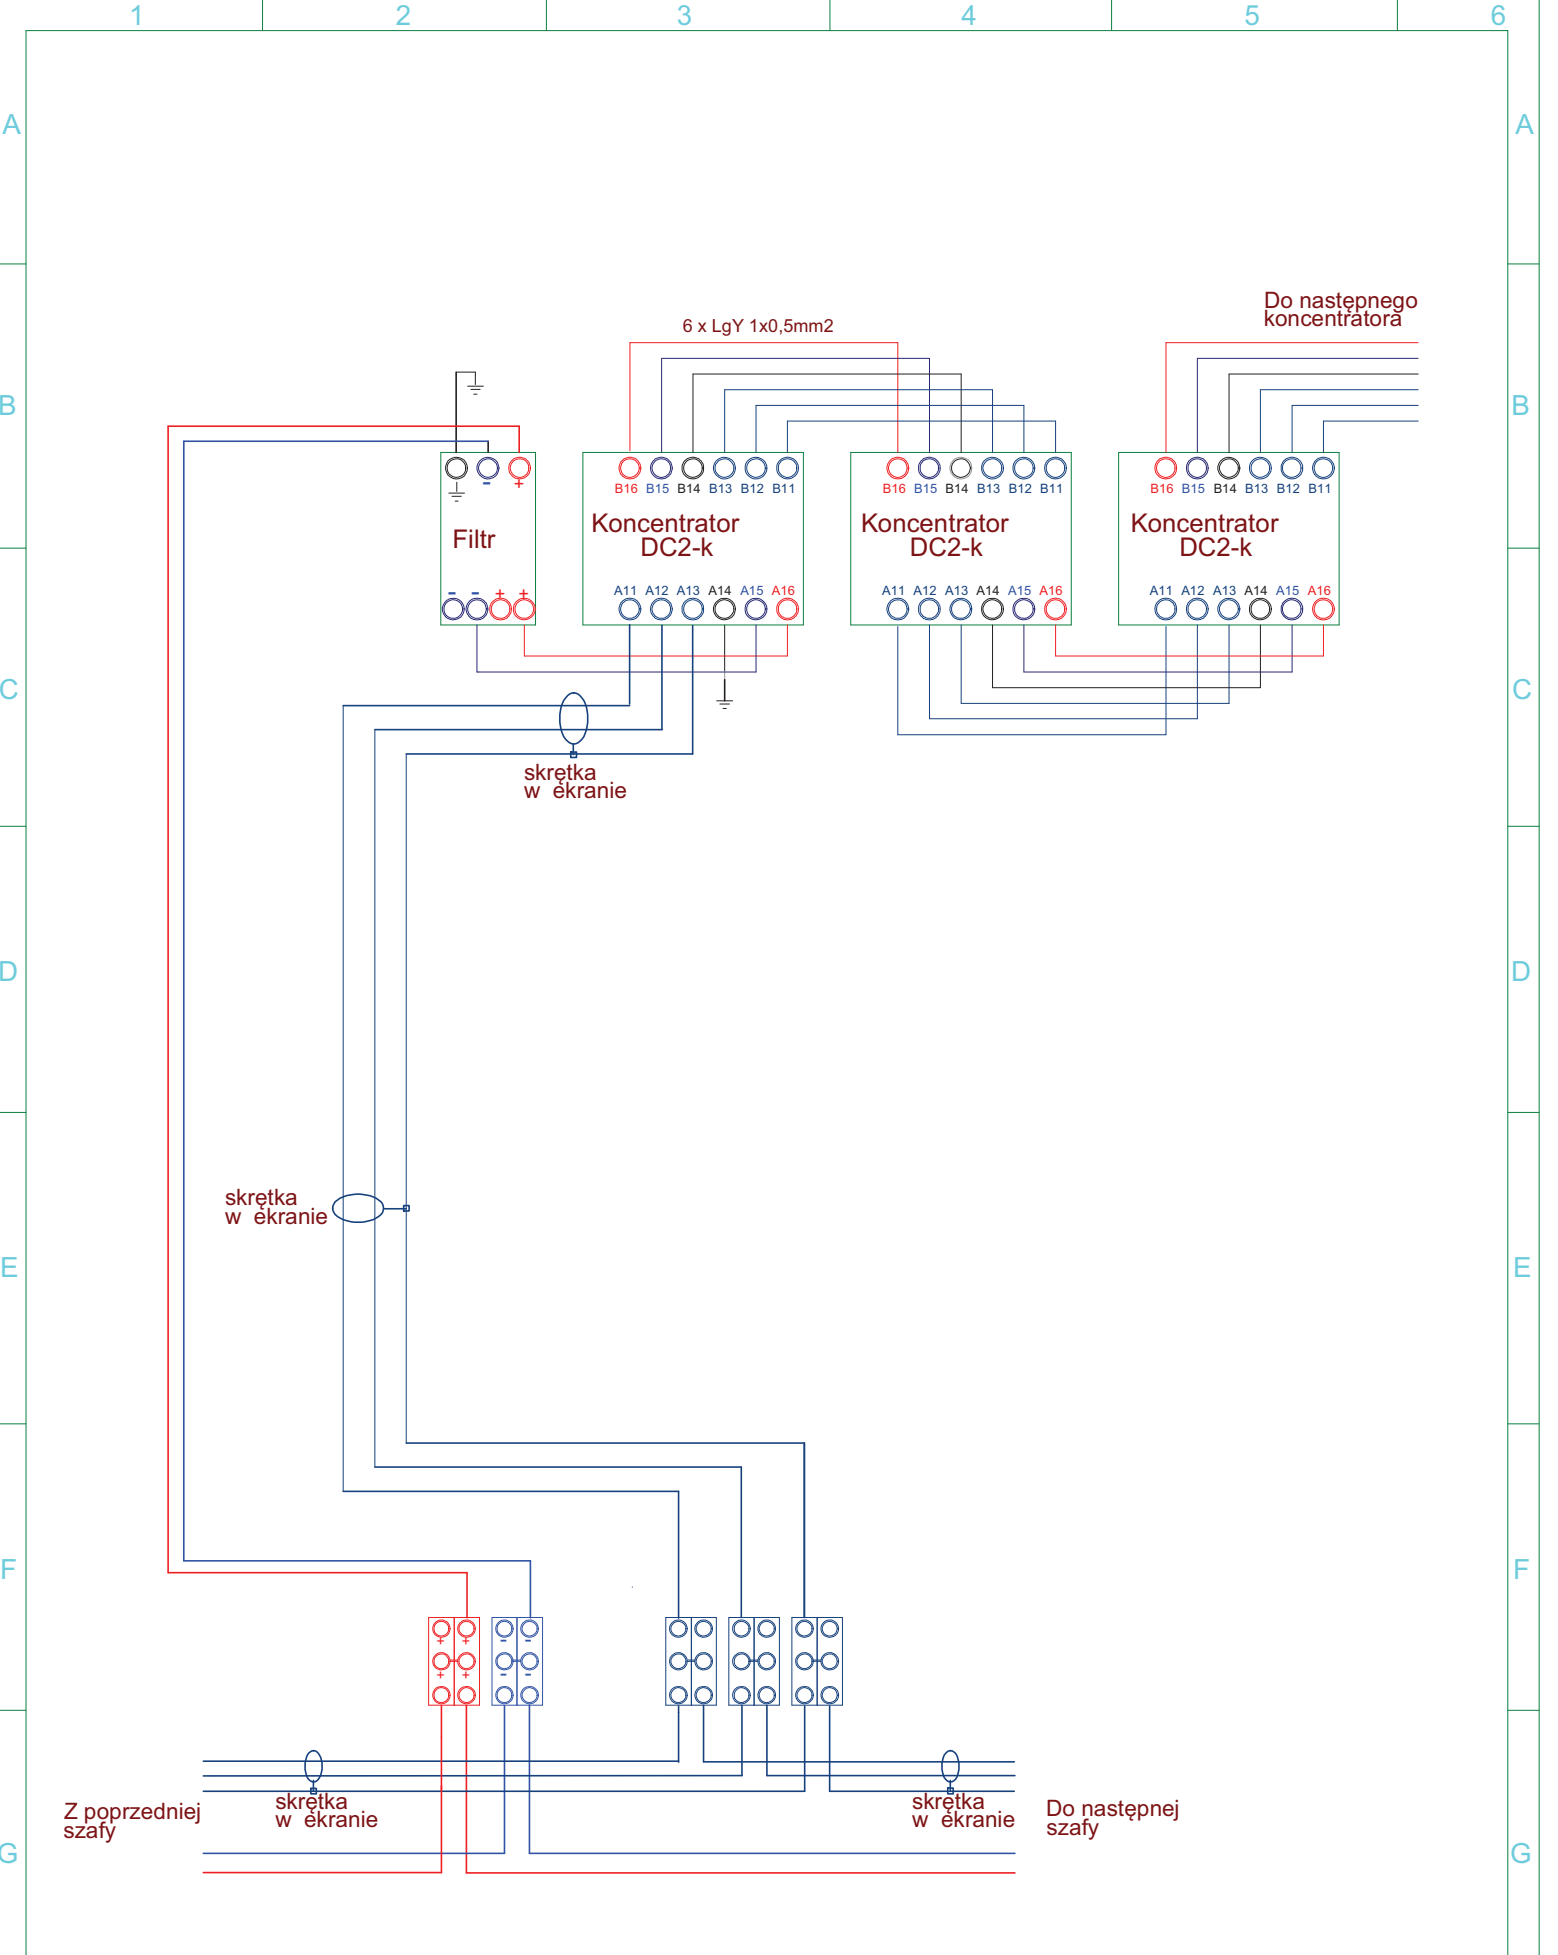 1 2 3 4 5 6
A A
Do następnego
koncentratora
6 x LgY 1x0,5mm2
B B
- +
B16 B15 B14 B13 B12 B11
B16 B15 B14 B13 B12 B11
B16 B15 B14 B13 B12 B11
Filtr
Koncentrator
DC2-k
Koncentrator
DC2-k
Koncentrator
DC2-k
- - + +
A11 A12 A13 A14 A15 A16
A11 A12 A13 A14 A15 A16
A11 A12 A13 A14 A15 A16
C C
skrętka
w ekranie
D D
skrętka
w ekranie
E E
F F
+ + - -
+ + - -
Z poprzedniej
szafy
skrętka
w ekranie
skrętka
w ekranie
Do następnej
szafy
G G